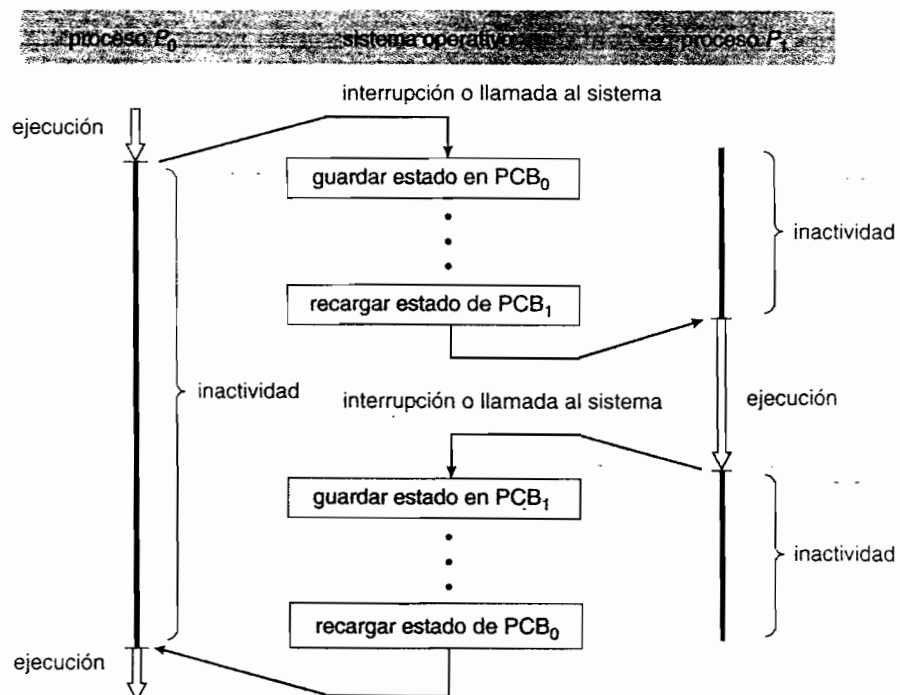 proceso P₀ sistema operativo proceso P₁
interrupción o llamada al sistema
ejecución
guardar estado en PCB₀
inactividad
recargar estado de PCB₁
inactividad
interrupción o llamada al sistema
ejecución
guardar estado en PCB₁
inactividad
recargar estado de PCB₀
ejecución